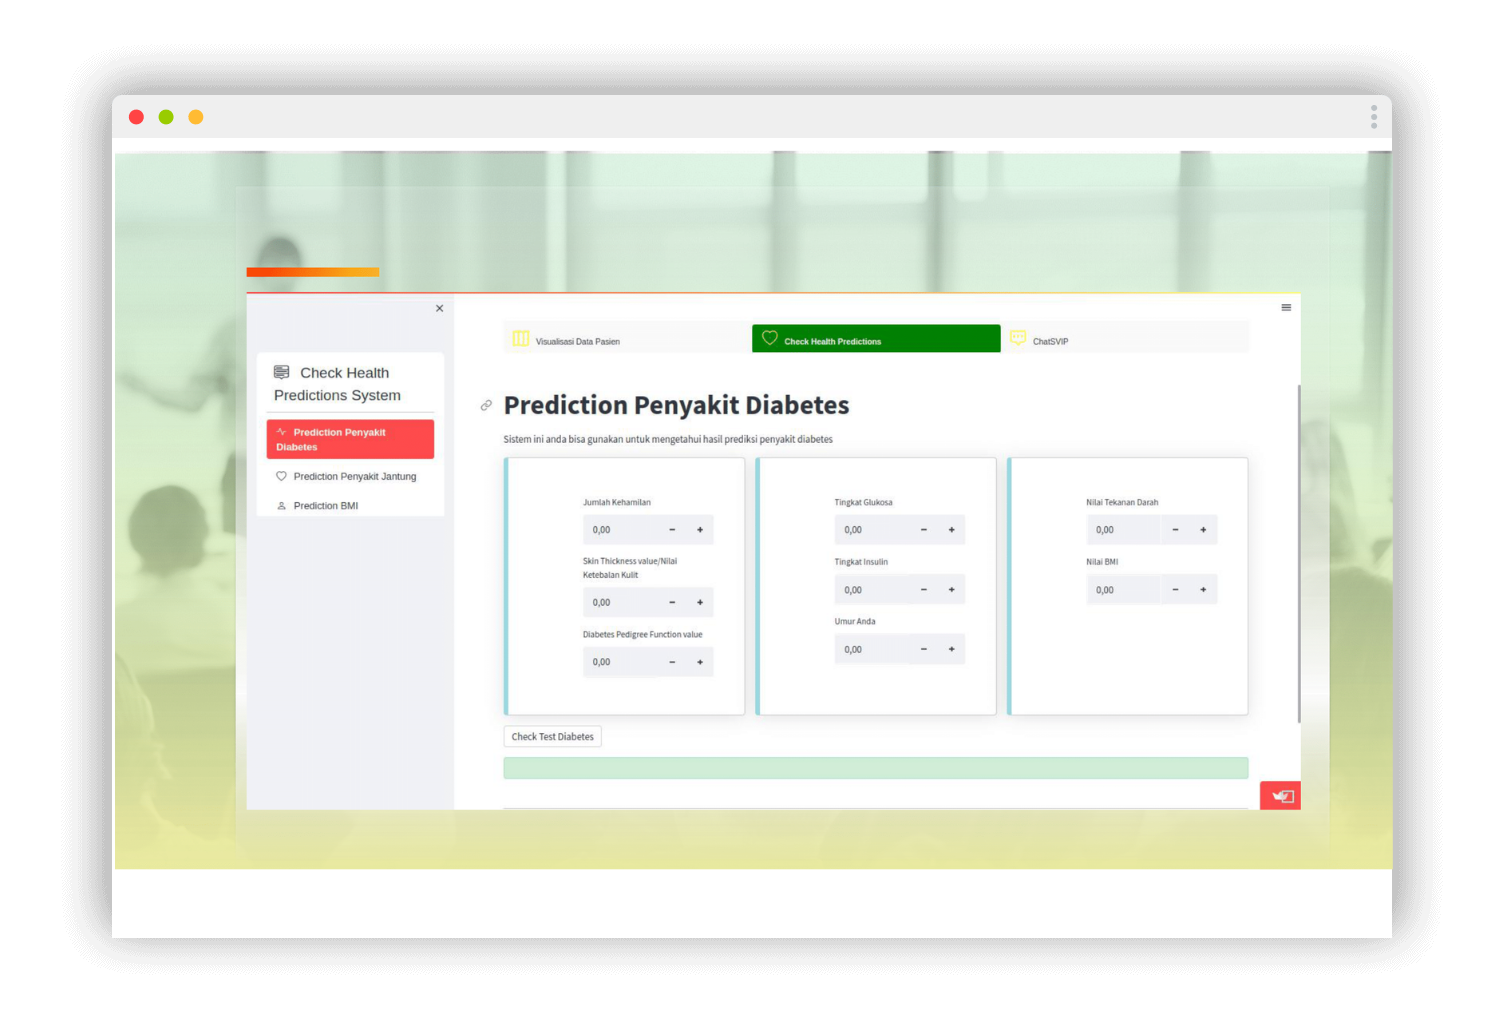 Visualisasi Data Pasien
Check Health Predictions
ChatSVIP
Check Health
Predictions System
Prediction Penyakit
Diabetes
Prediction Penyakit Jantung
Prediction BMI
Prediction Penyakit Diabetes
Sistem ini anda bisa gunakan untuk mengetahui hasil prediksi penyakit diabetes
Jumlah Kehamilan
0,00 − +
Skin Thickness value/Nilai
Ketebalan Kulit
0,00 − +
Diabetes Pedigree Function value
0,00 − +
Tingkat Glukosa
0,00 − +
Tingkat Insulin
0,00 − +
Umur Anda
0,00 − +
Nilai Tekanan Darah
0,00 − +
Nilai BMI
0,00 − +
Check Test Diabetes